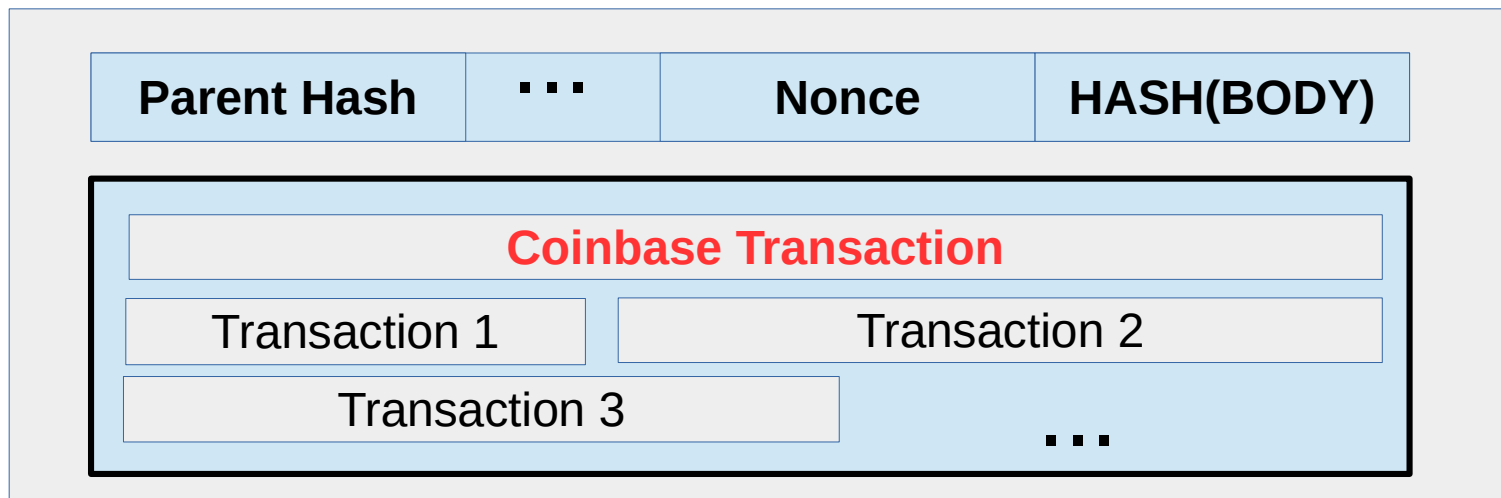 Parent Hash ... Nonce HASH(BODY)
Coinbase Transaction
Transaction 1 Transaction 2
Transaction 3
...